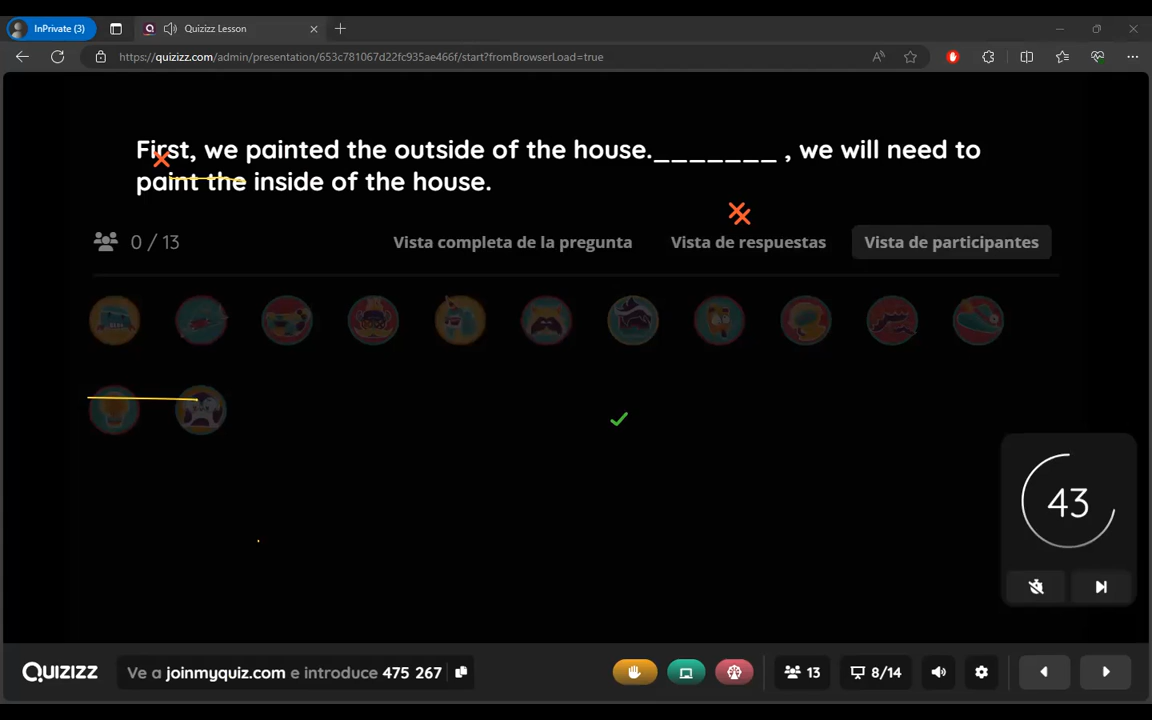 InPrivate (3)
Quizizz Lesson
https://quizizz.com/admin/presentation/653c781067d22fc935ae466f/start?fromBrowserLoad=true
First, we painted the outside of the house._______ , we will need to
paint the inside of the house.
0 / 13
Vista completa de la pregunta
Vista de respuestas
Vista de participantes
43
QUIZIZZ
Ve a joinmyquiz.com e introduce 475 267
13
8/14